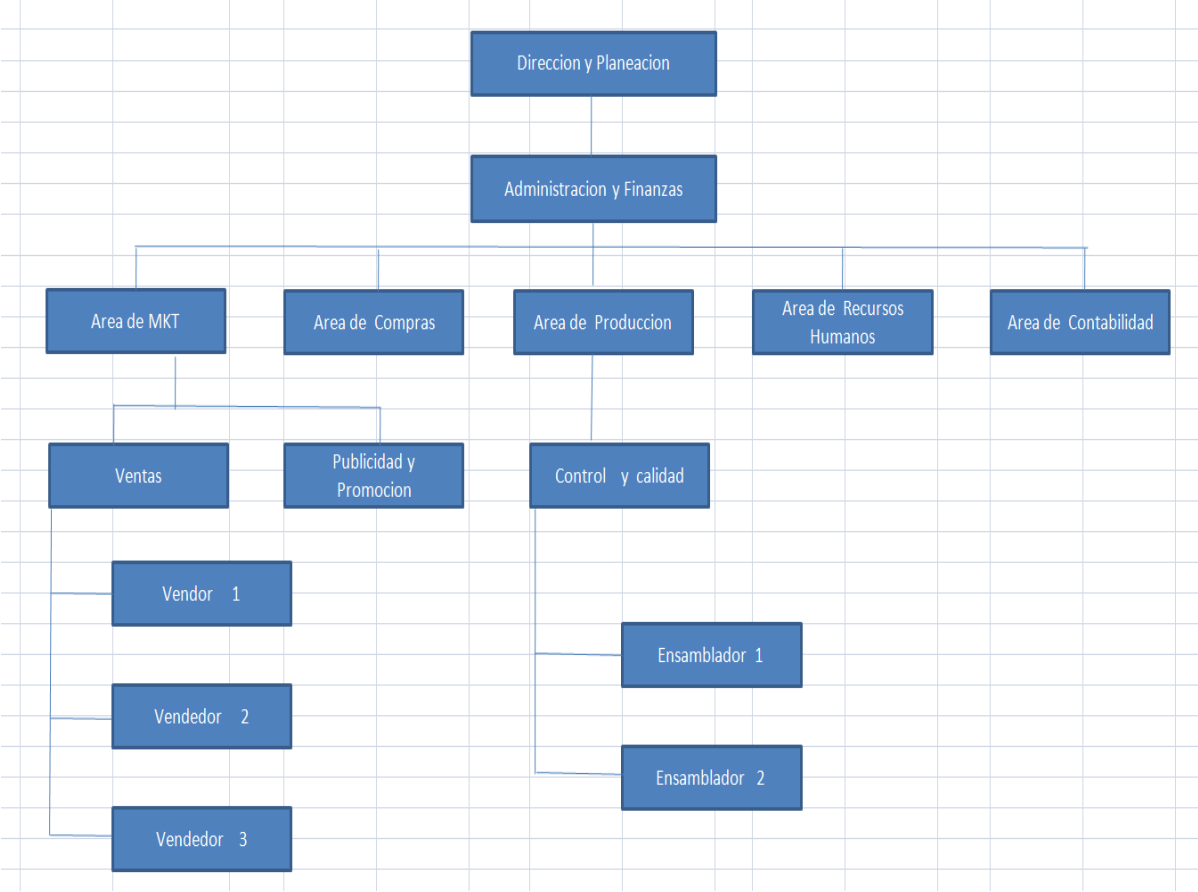 Direccion y Planeacion
Administracion y Finanzas
Area de MKT
Area de Compras
Area de Produccion
Area de Recursos
Humanos
Area de Contabilidad
Ventas
Publicidad y
Promocion
Control y calidad
Vendor 1
Ensamblador 1
Vendedor 2
Ensamblador 2
Vendedor 3